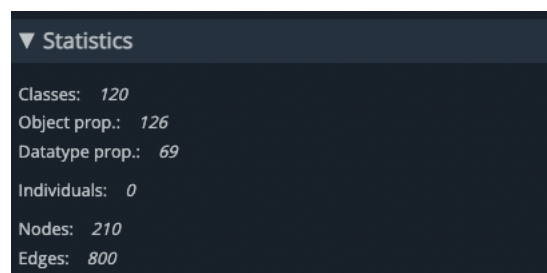 ▼ Statistics
Classes: 120
Object prop.: 126
Datatype prop.: 69
Individuals: 0
Nodes: 210
Edges: 800